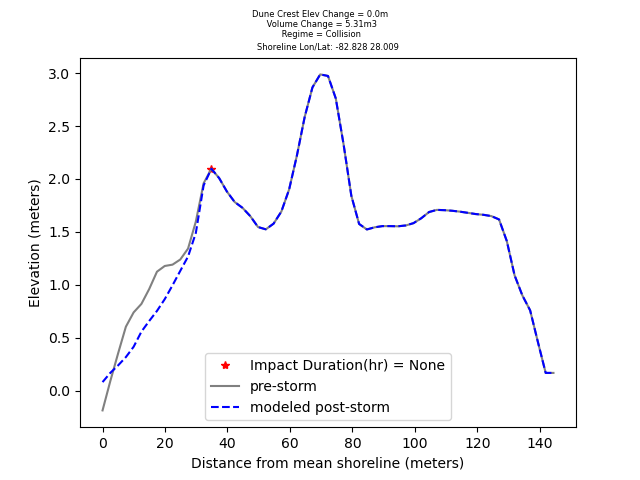 Dune Crest Elev Change = 0.0m
Volume Change = 5.31m3
Regime = Collision
Shoreline Lon/Lat: -82.828 28.009
3.0
2.5
2.0
1.5
1.0
0.5
0.0
Elevation (meters)
Impact Duration(hr) = None
pre-storm
modeled post-storm
0 20 40 60 80 100 120 140
Distance from mean shoreline (meters)